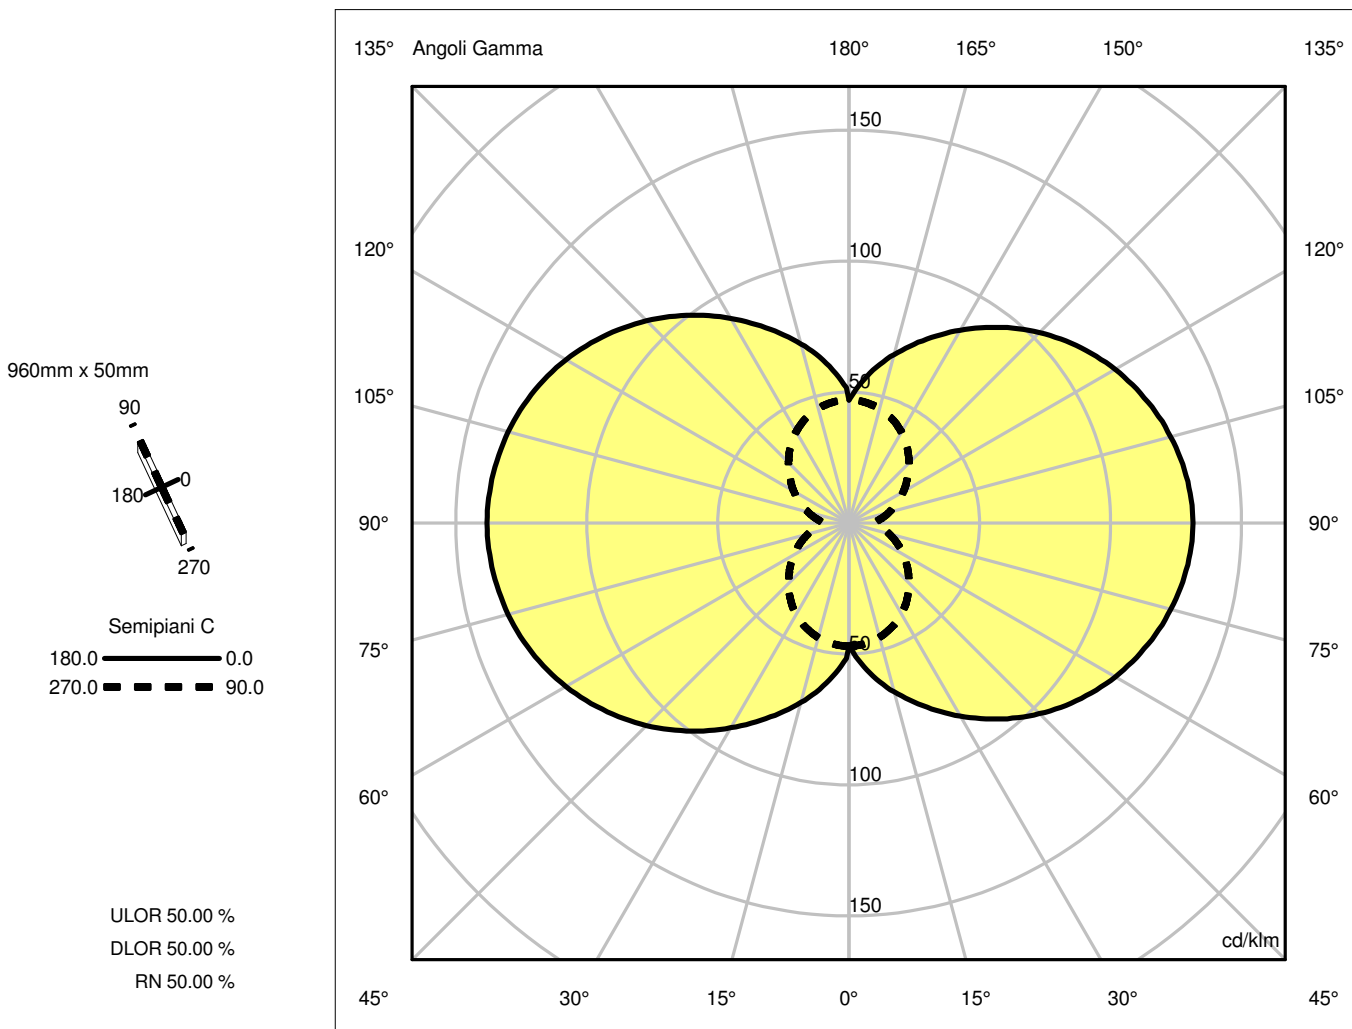 135° Angoli Gamma 180° 165° 150° 135°
150
120° 100 120°
960mm x 50mm
105° 50 105°
90
0
180
90° 90°
270
Semipiani C
180.0 0.0
75° 50 75°
270.0 90.0
100
60° 60°
150
ULOR 50.00 %
cd/klm
DLOR 50.00 %
RN 50.00 %
45° 30° 15° 0° 15° 30° 45°